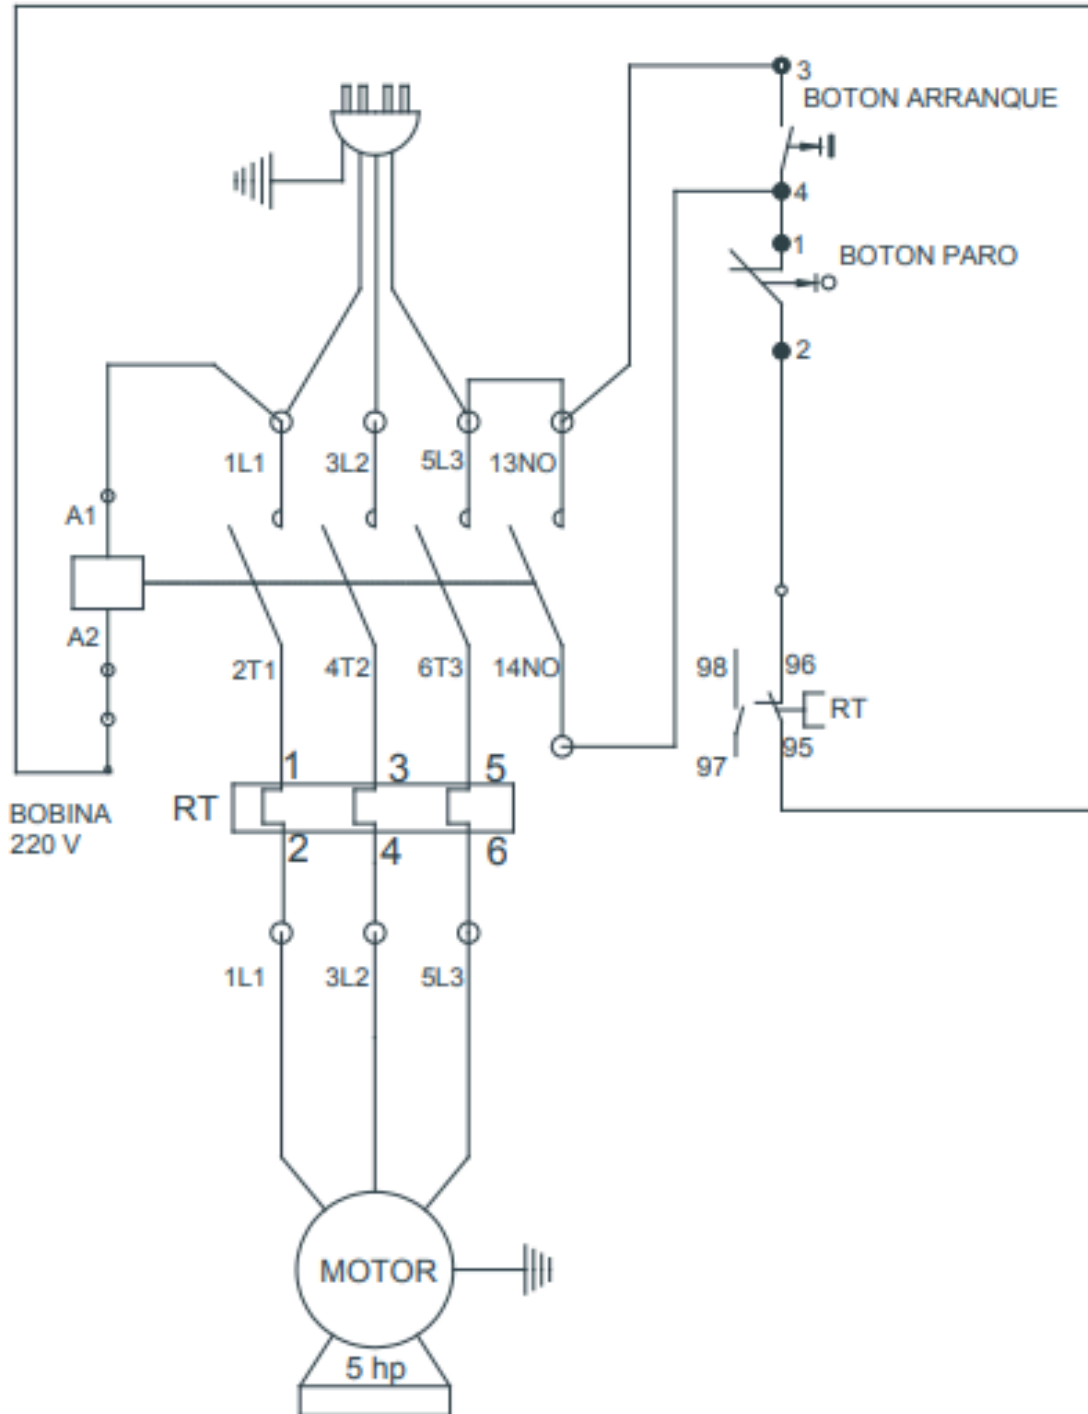 3
BOTON ARRANQUE
4
1
BOTON PARO
2
1L1
3L2
5L3
13NO
A1
A2
2T1
4T2
6T3
14NO
98
96
RT
97
95
1
3
5
RT
2
4
6
BOBINA
220 V
1L1
3L2
5L3
MOTOR
5 hp